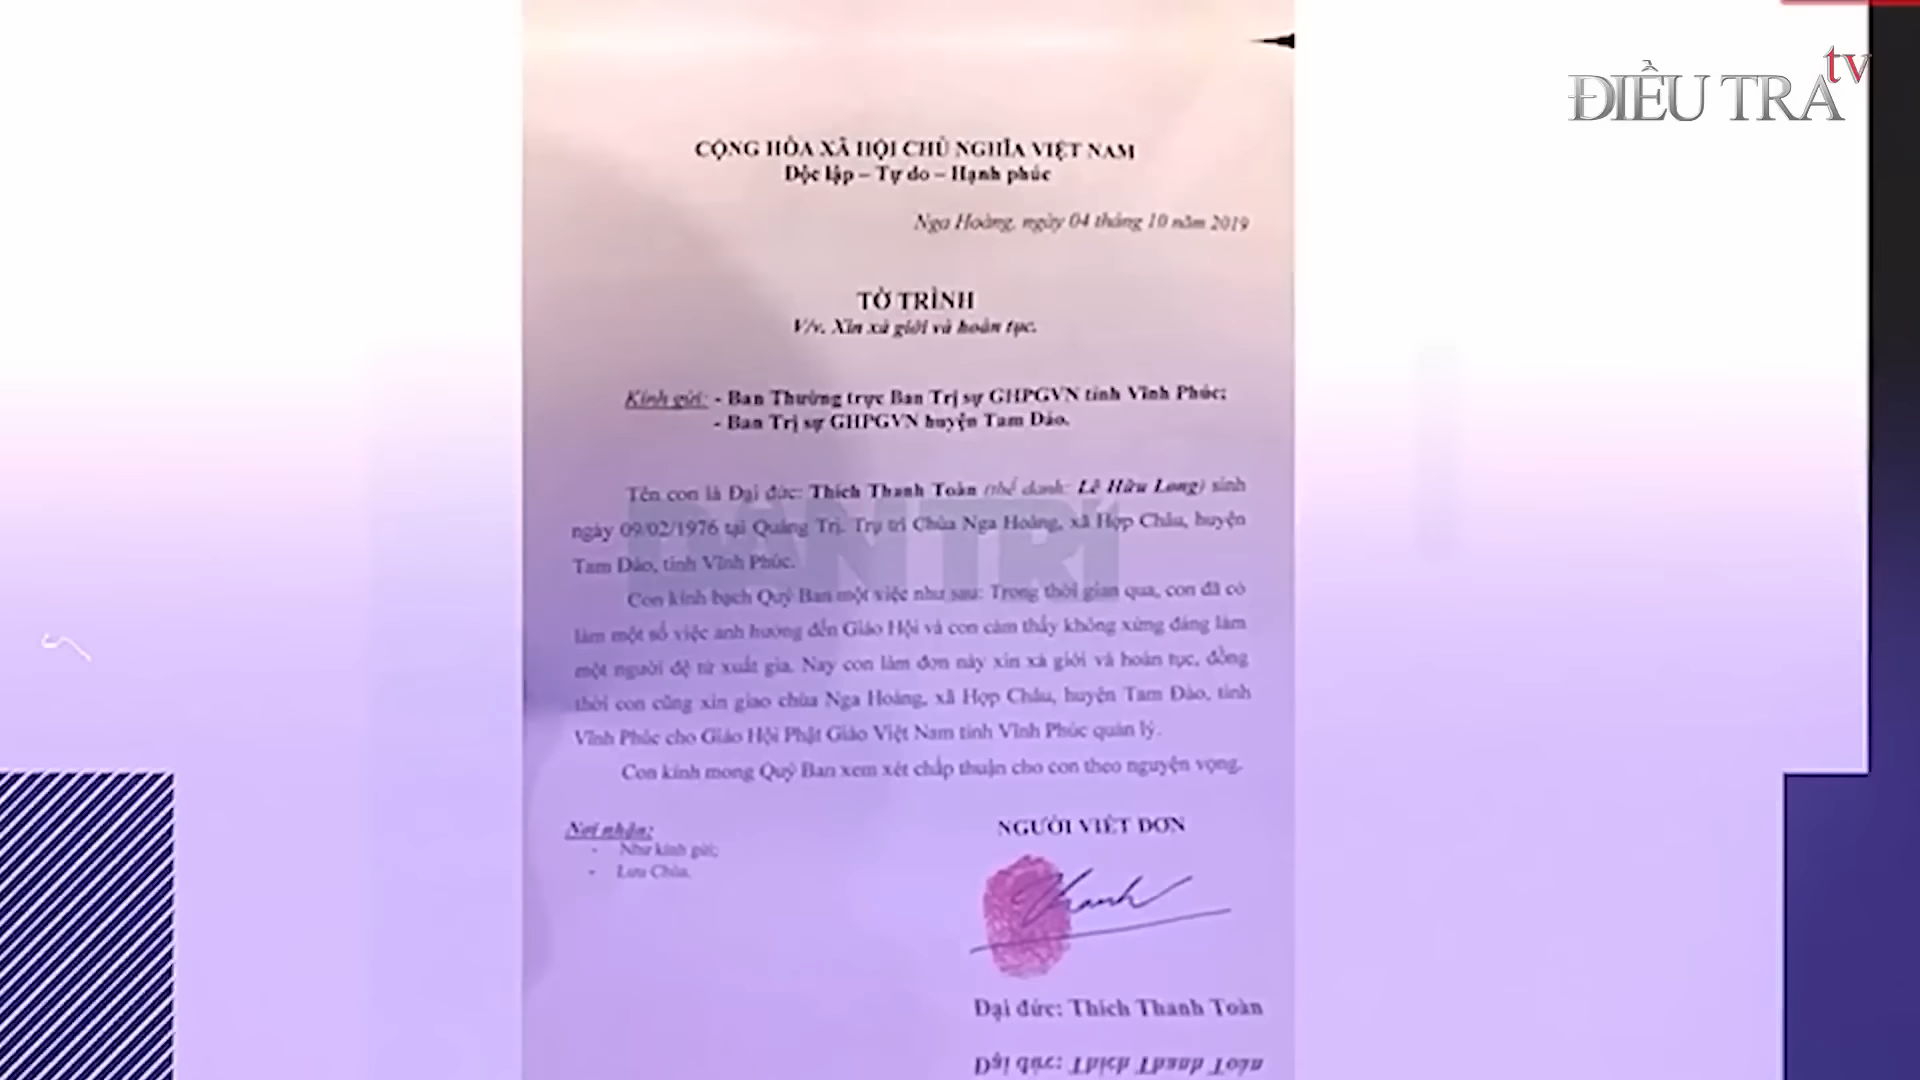 ĐIỀU TRA tv
CỘNG HÒA XÃ HỘI CHỦ NGHĨA VIỆT NAM
Độc lập – Tự do – Hạnh phúc
Nga Hoàng, ngày 04 tháng 10 năm 2019
TỜ TRÌNH
V/v. Xin xả giới và hoàn tục.
Kính gửi: - Ban Thường trực Ban Trị sự GHPGVN tỉnh Vĩnh Phúc;
- Ban Trị sự GHPGVN huyện Tam Đảo.
Tên con là Đại đức: Thích Thanh Toàn (thế danh: Lê Hữu Long) sinh
ngày 09/02/1976 tại Quảng Trị. Trụ trì Chùa Nga Hoàng, xã Hợp Châu, huyện
Tam Đảo, tỉnh Vĩnh Phúc.
DÂN TRÍ
Con kính bạch Quý Ban một việc như sau: Trong thời gian qua, con đã có
làm một số việc ảnh hưởng đến Giáo Hội và con cảm thấy không xứng đáng làm
một người đệ tử xuất gia. Nay con làm đơn này xin xả giới và hoàn tục, đồng
thời con cũng xin giao chùa Nga Hoàng, xã Hợp Châu, huyện Tam Đảo, tỉnh
Vĩnh Phúc cho Giáo Hội Phật Giáo Việt Nam tỉnh Vĩnh Phúc quản lý.
Con kính mong Quý Ban xem xét chấp thuận cho con theo nguyện vọng.
Nơi nhận:
- Như kính gửi;
- Lưu Chùa.
NGƯỜI VIẾT ĐƠN
Thanh
Đại đức: Thích Thanh Toàn